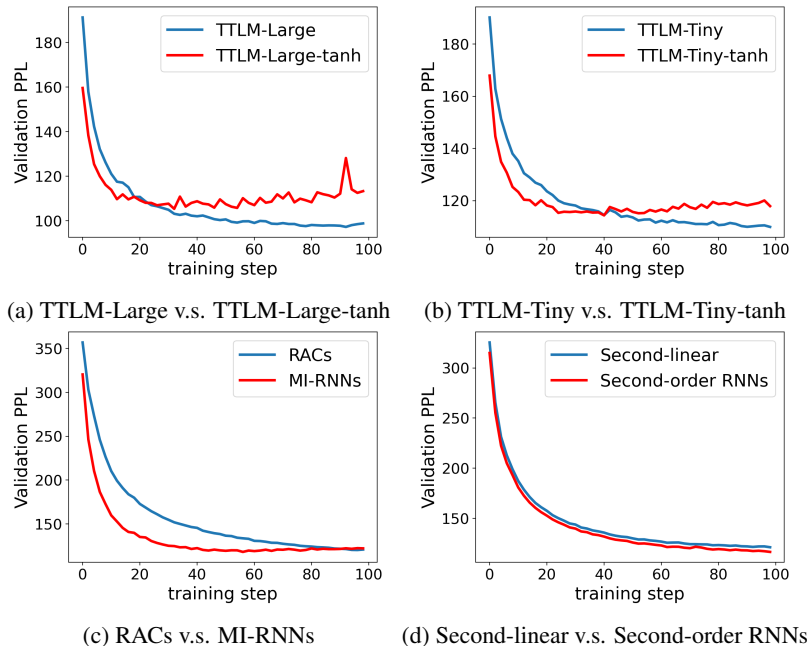 TTLM-Large
TTLM-Large-tanh
Validation PPL
180
160
140
120
100
0 20 40 60 80 100
training step
(a) TTLM-Large v.s. TTLM-Large-tanh
TTLM-Tiny
TTLM-Tiny-tanh
Validation PPL
180
160
140
120
0 20 40 60 80 100
training step
(b) TTLM-Tiny v.s. TTLM-Tiny-tanh
RACs
MI-RNNs
Validation PPL
350
300
250
200
150
0 20 40 60 80 100
training step
(c) RACs v.s. MI-RNNs
Second-linear
Second-order RNNs
Validation PPL
300
250
200
150
0 20 40 60 80 100
training step
(d) Second-linear v.s. Second-order RNNs